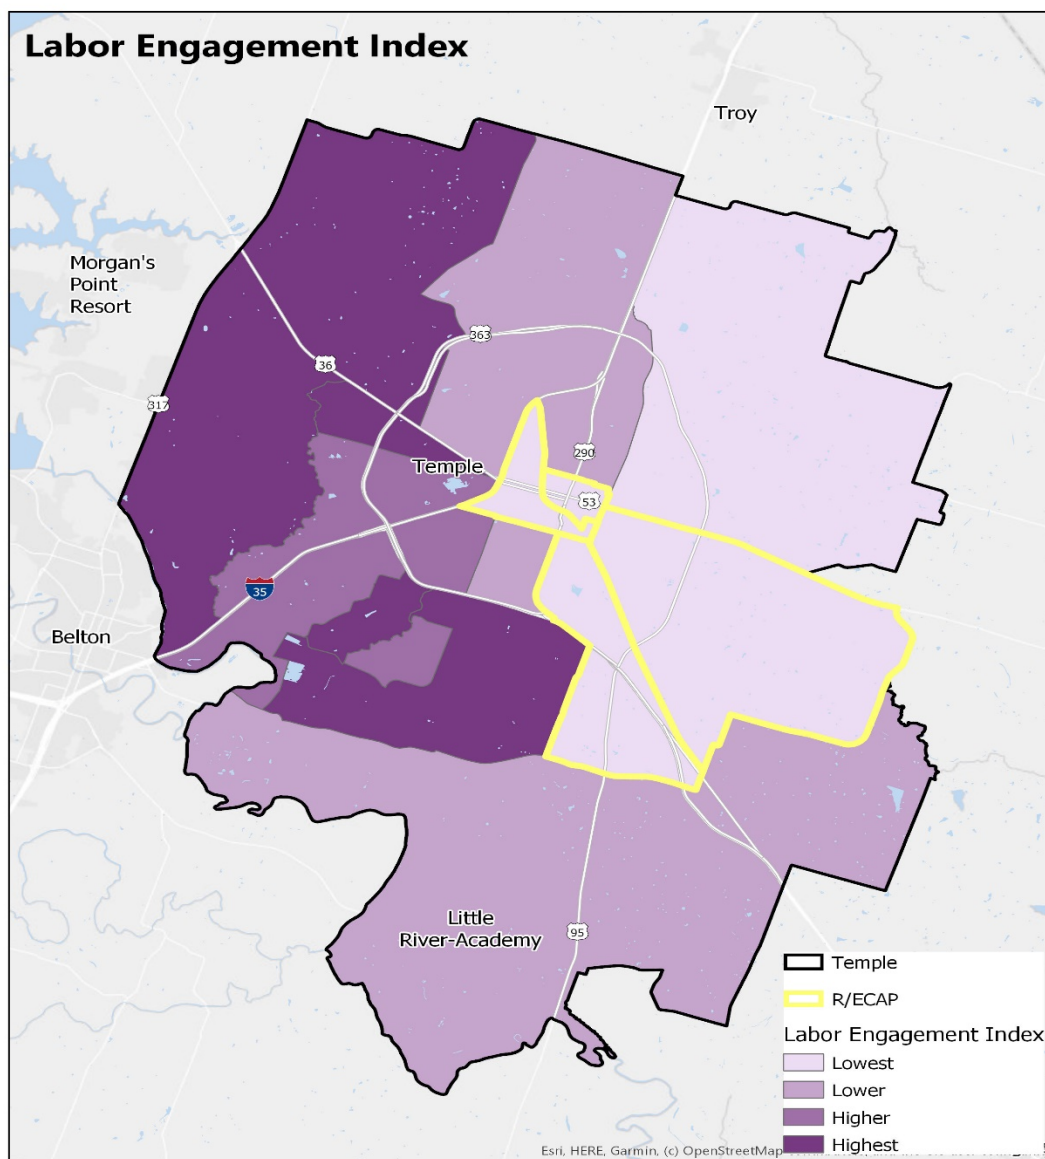 Labor Engagement Index
Troy
Morgan's
Point
Resort
363
36
317
Temple
290
53
35
Belton
Little
River-Academy
95
Temple
R/ECAP
Labor Engagement Index
Lowest
Lower
Higher
Highest
Esri, HERE, Garmin, (c) OpenStreetMap